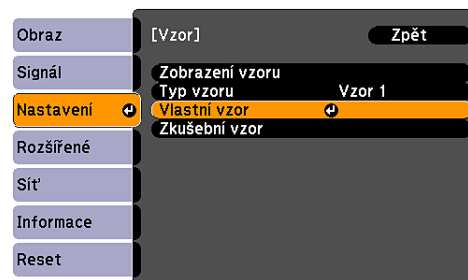 Obraz
Signál
Nastavení
Rozšířené
Síť
Informace
Reset
[Vzor] Zpět
Zobrazení vzoru
Typ vzoru Vzor 1
Vlastní vzor
Zkušební vzor